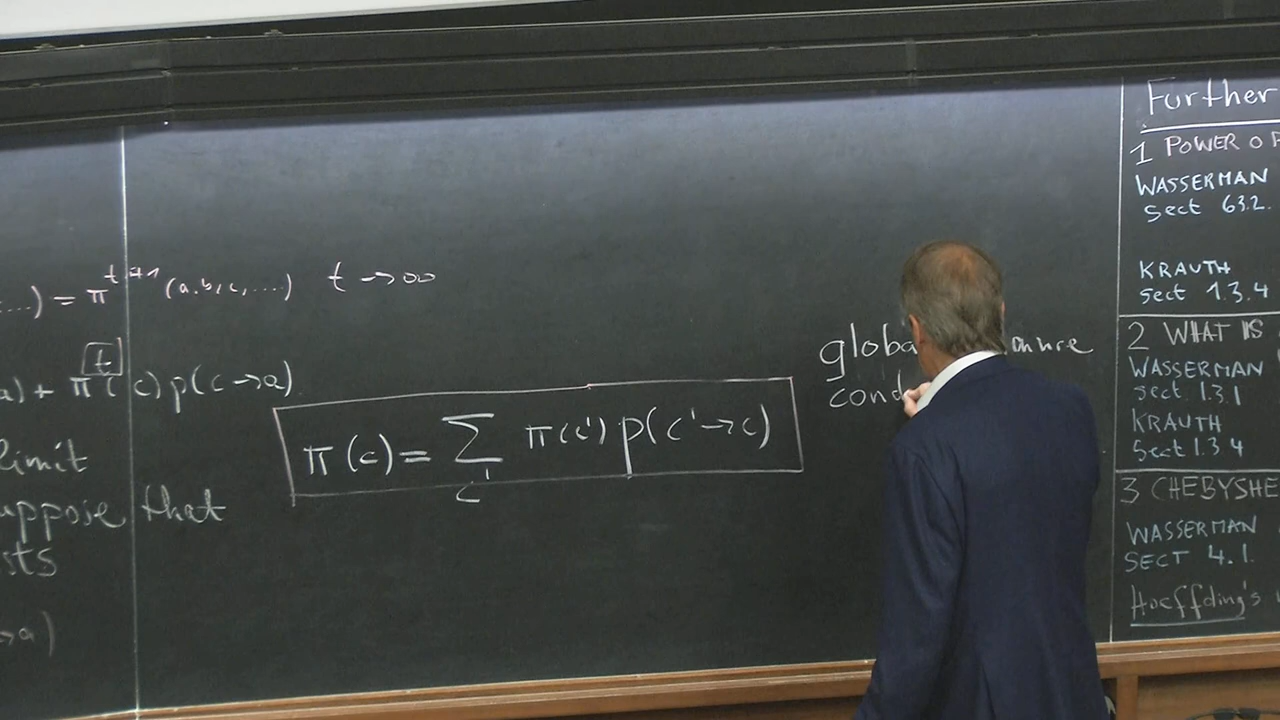 ...) = π^{t+1} (a,b,c,...) t → ∞
a) + π^{t}(c) p(c→a)
limit
uppose that
sts
→a)
π(c) = Σ_{c'} π(c') p(c'→c)
globa
cond
Further
1 POWER OF
WASSERMAN
Sect 6.3.2.
KRAUTH
Sect 1.3.4
2 WHAT IS
WASSERMAN
sect. 1.3.1
KRAUTH
Sect 1.3.4
3 CHEBYSHE
WASSERMAN
SECT 4.1.
Hoeffding's